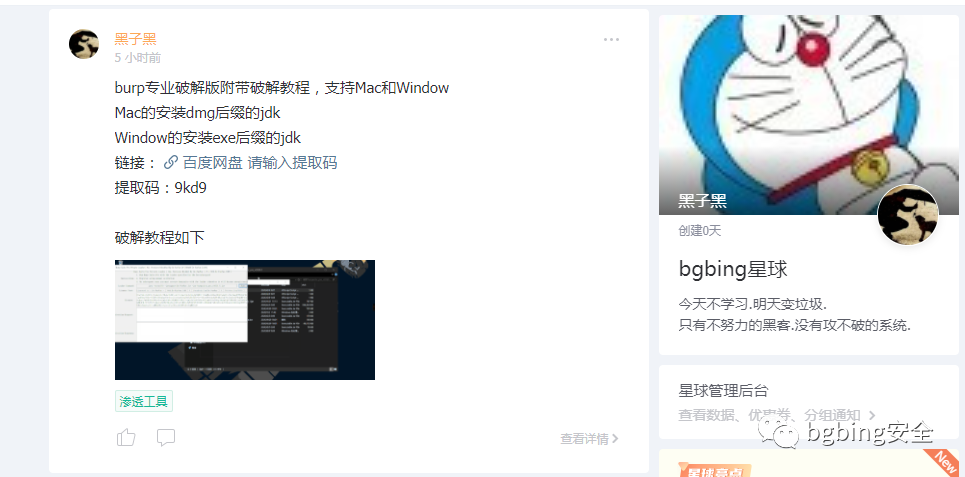 黑子黑
5 小时前
burp专业破解版附带破解教程，支持Mac和Window
Mac的安装dmg后缀的jdk
Window的安装exe后缀的jdk
链接： 百度网盘 请输入提取码
提取码：9kd9
破解教程如下
渗透工具
查看详情
黑子黑
创建0天
bgbing星球
今天不学习.明天变垃圾.
只有不努力的黑客.没有攻不破的系统.
星球管理后台
查看数据、优惠券、分组通知
bgbing安全
New
星球亮点